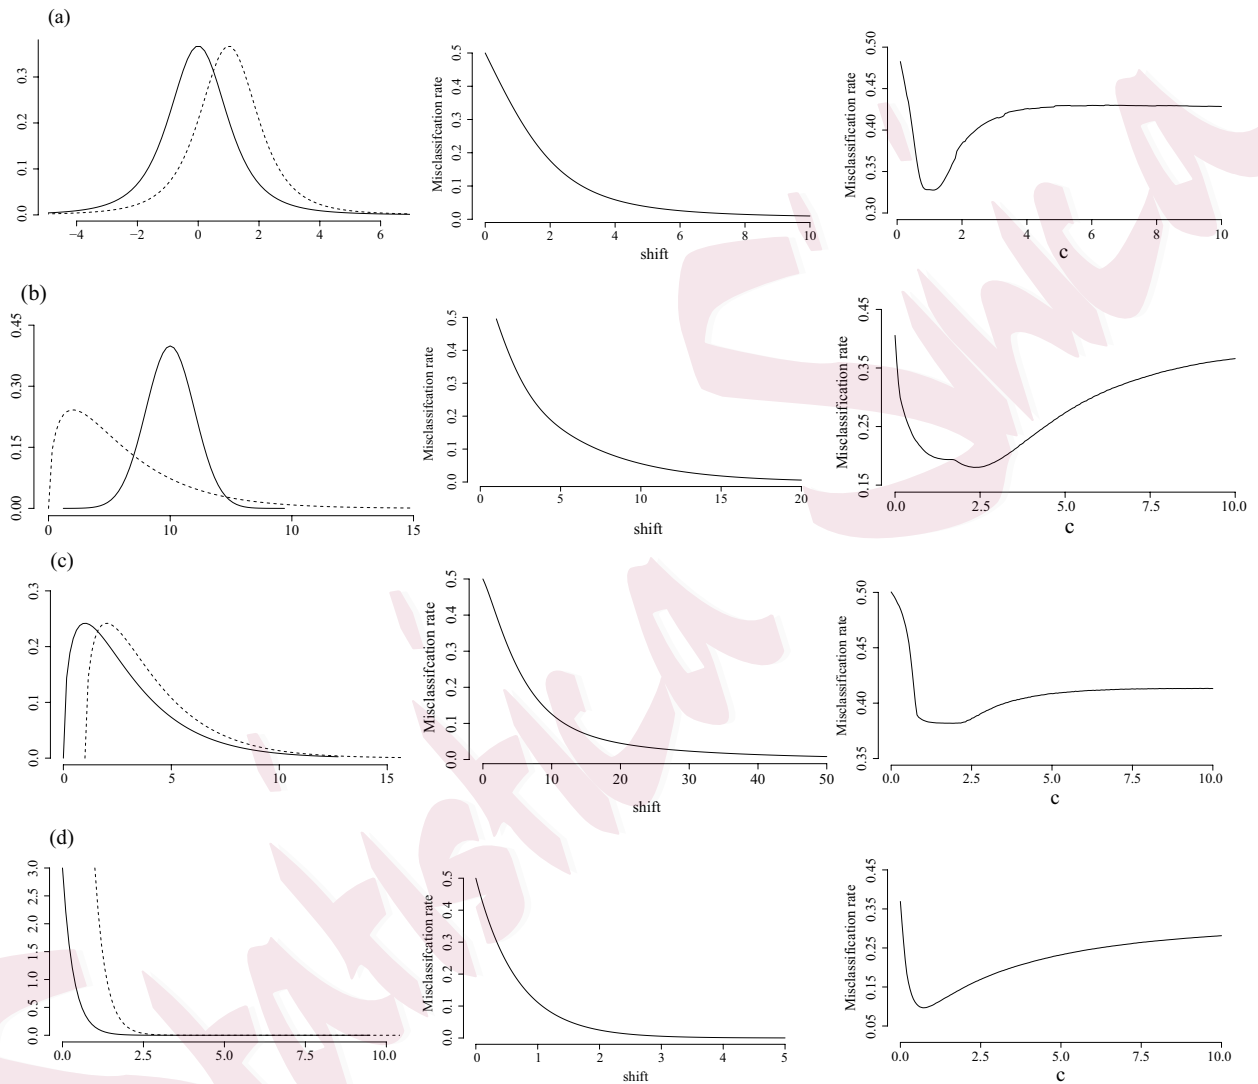 (a)
0.0 0.1 0.2 0.3
−4 −2 0 2 4 6
Misclassifcation rate
0.0 0.1 0.2 0.3 0.4 0.5
0 2 4 6 8 10
shift
Misclassification rate
0.30 0.35 0.40 0.45 0.50
0 2 4 6 8 10
c
(b)
0.00 0.15 0.30 0.45
0 10 10 15
Misclassifcation rate
0.0 0.1 0.2 0.3 0.4 0.5
0 5 10 15 20
shift
Misclassification rate
0.15 0.25 0.35 0.45
0.0 2.5 5.0 7.5 10.0
c
(c)
0.0 0.1 0.2 0.3
0 5 10 15
Misclassifcation rate
0.0 0.1 0.2 0.3 0.4 0.5
0 10 20 30 40 50
shift
Misclassification rate
0.35 0.40 0.45 0.50
0.0 2.5 5.0 7.5 10.0
c
(d)
0.0 0.5 1.0 1.5 2.0 2.5 3.0
0.0 2.5 5.0 7.5 10.0
Misclassifcation rate
0.0 0.1 0.2 0.3 0.4 0.5
0 1 2 3 4 5
shift
Misclassification rate
0.05 0.15 0.25 0.35 0.45
0.0 2.5 5.0 7.5 10.0
c
Statistica Sinica